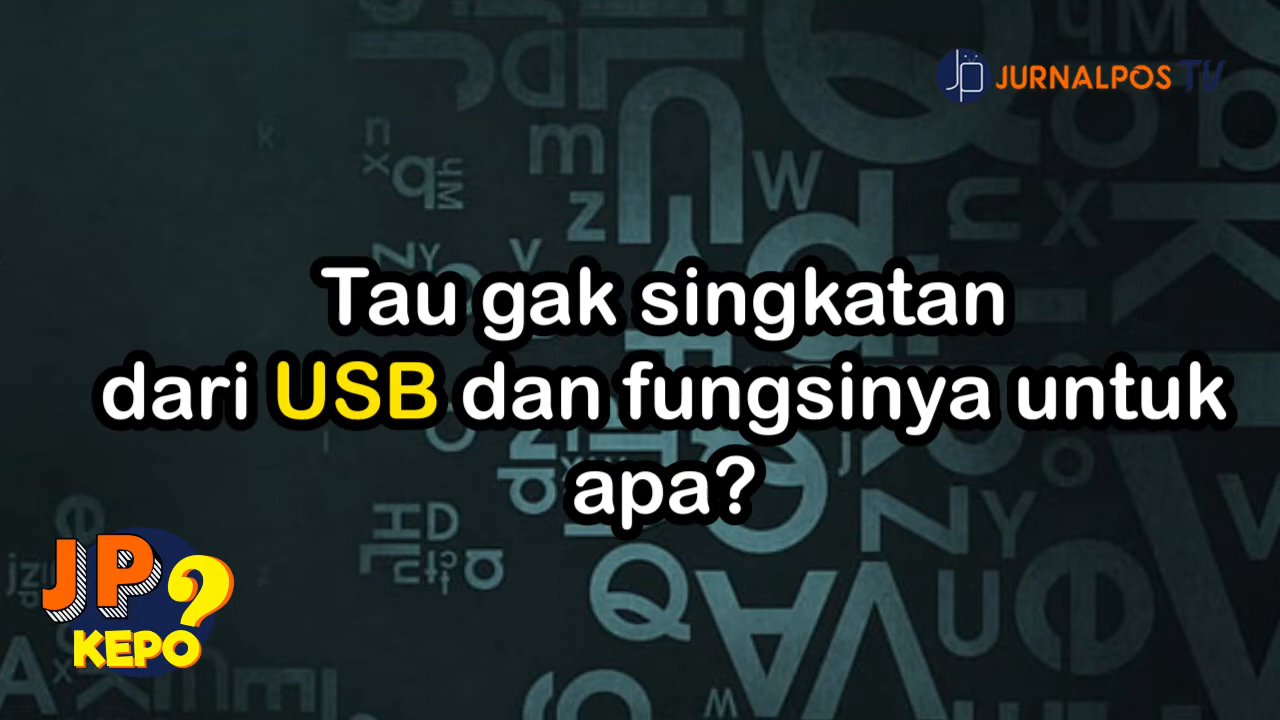 JURNALPOS TV
Tau gak singkatan
dari USB dan fungsinya untuk
apa?
JP?
KEPO